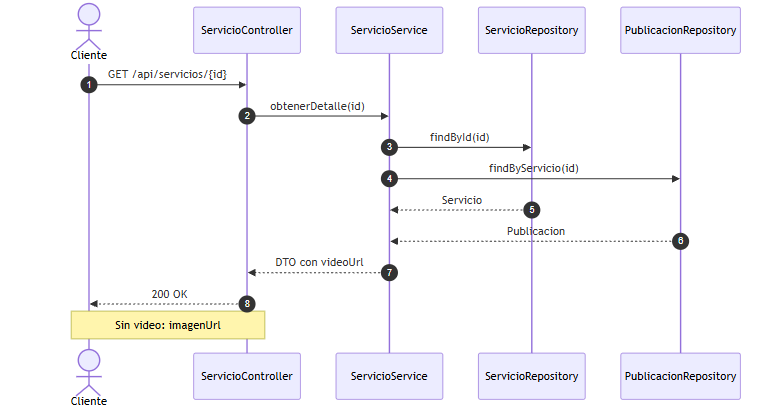 ServicioController
ServicioService
ServicioRepository
PublicacionRepository
Cliente
1
GET /api/servicios/{id}
2
obtenerDetalle(id)
3
findById(id)
4
findByServicio(id)
Servicio
5
Publicacion
6
DTO con videoUrl
7
200 OK
8
Sin video: imagenUrl
Cliente
ServicioController
ServicioService
ServicioRepository
PublicacionRepository